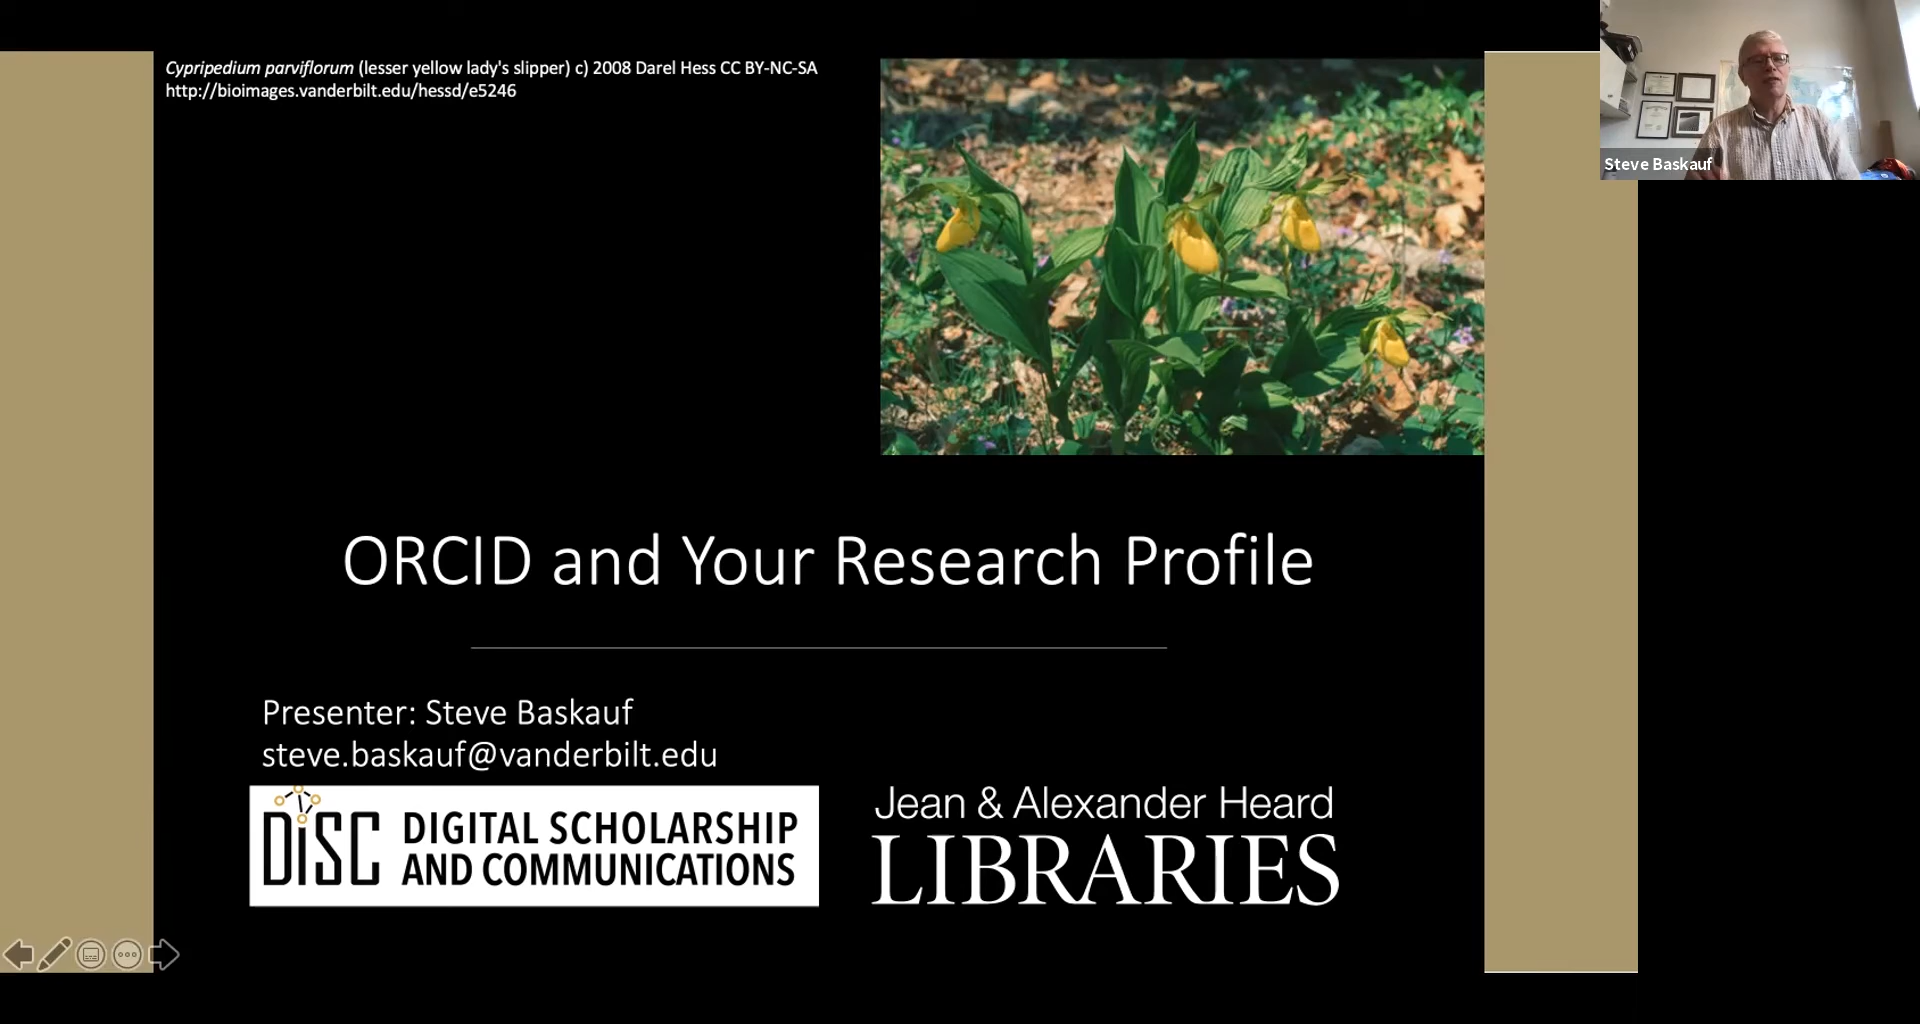 Cypripedium parviflorum (lesser yellow lady's slipper) c) 2008 Darel Hess CC BY-NC-SA
http://bioimages.vanderbilt.edu/hessd/e5246
Steve Baskauf
ORCID and Your Research Profile
Presenter: Steve Baskauf
steve.baskauf@vanderbilt.edu
DiSC
DIGITAL SCHOLARSHIP
AND COMMUNICATIONS
Jean & Alexander Heard
LIBRARIES